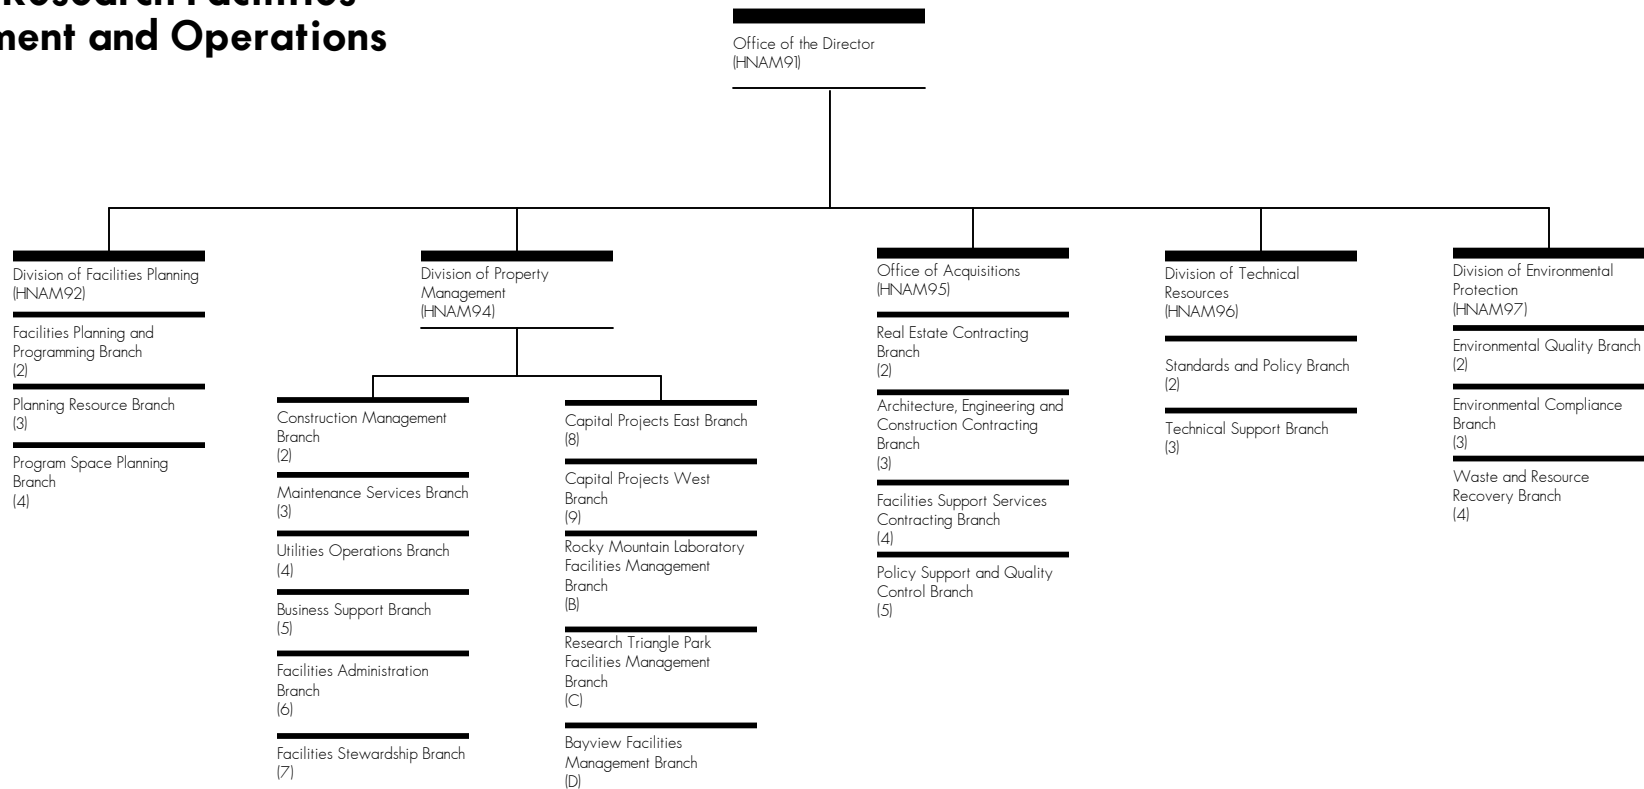 Research Facilities
ment and Operations
Office of the Director
(HNAM91)
Division of Facilities Planning
(HNAM92)
Facilities Planning and
Programming Branch
(2)
Planning Resource Branch
(3)
Program Space Planning
Branch
(4)
Division of Property
Management
(HNAM94)
Construction Management
Branch
(2)
Maintenance Services Branch
(3)
Utilities Operations Branch
(4)
Business Support Branch
(5)
Facilities Administration
Branch
(6)
Facilities Stewardship Branch
(7)
Capital Projects East Branch
(8)
Capital Projects West
Branch
(9)
Rocky Mountain Laboratory
Facilities Management
Branch
(B)
Research Triangle Park
Facilities Management
Branch
(C)
Bayview Facilities
Management Branch
(D)
Office of Acquisitions
(HNAM95)
Real Estate Contracting
Branch
(2)
Architecture, Engineering and
Construction Contracting
Branch
(3)
Facilities Support Services
Contracting Branch
(4)
Policy Support and Quality
Control Branch
(5)
Division of Technical
Resources
(HNAM96)
Standards and Policy Branch
(2)
Technical Support Branch
(3)
Division of Environmental
Protection
(HNAM97)
Environmental Quality Branch
(2)
Environmental Compliance
Branch
(3)
Waste and Resource
Recovery Branch
(4)